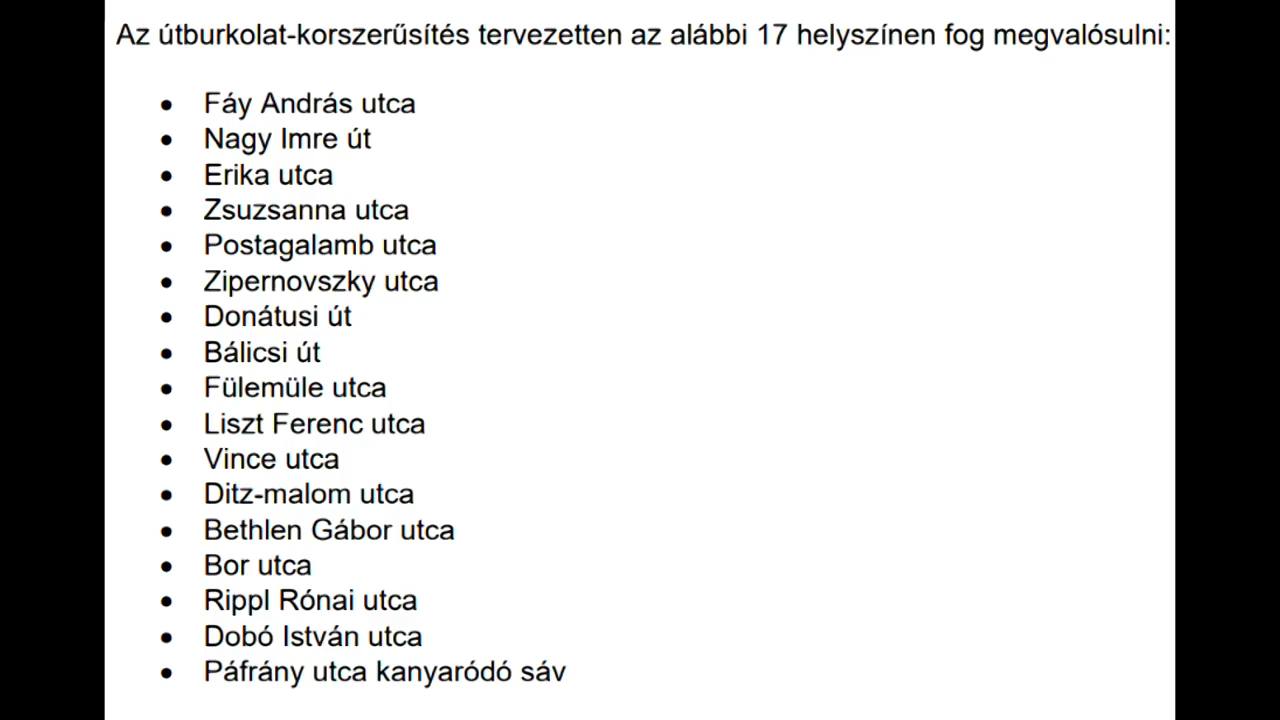 Az útburkolat-korszerűsítés tervezetten az alábbi 17 helyszínen fog megvalósulni:
• Fáy András utca
• Nagy Imre út
• Erika utca
• Zsuzsanna utca
• Postagalamb utca
• Zipernovszky utca
• Donátusi út
• Bálicsi út
• Fülemüle utca
• Liszt Ferenc utca
• Vince utca
• Ditz-malom utca
• Bethlen Gábor utca
• Bor utca
• Rippl Rónai utca
• Dobó István utca
• Páfrány utca kanyaródó sáv